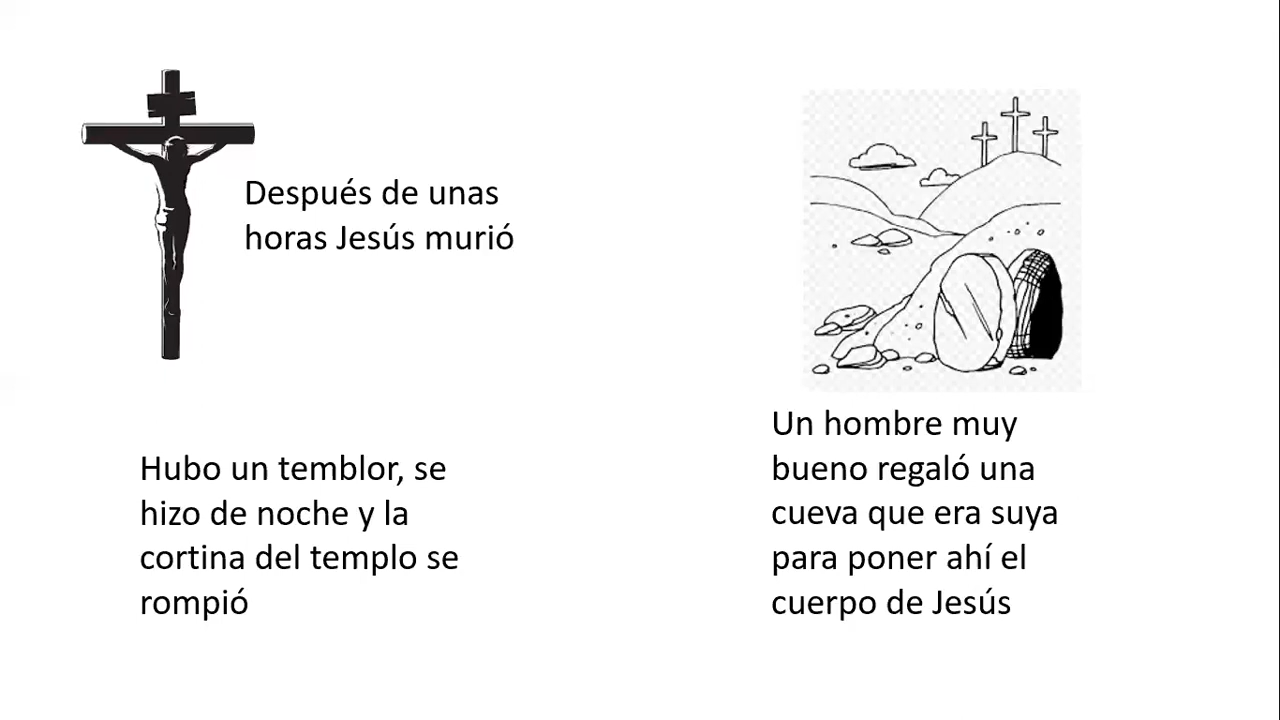 Después de unas
horas Jesús murió
Hubo un temblor, se
hizo de noche y la
cortina del templo se
rompió
Un hombre muy
bueno regaló una
cueva que era suya
para poner ahí el
cuerpo de Jesús